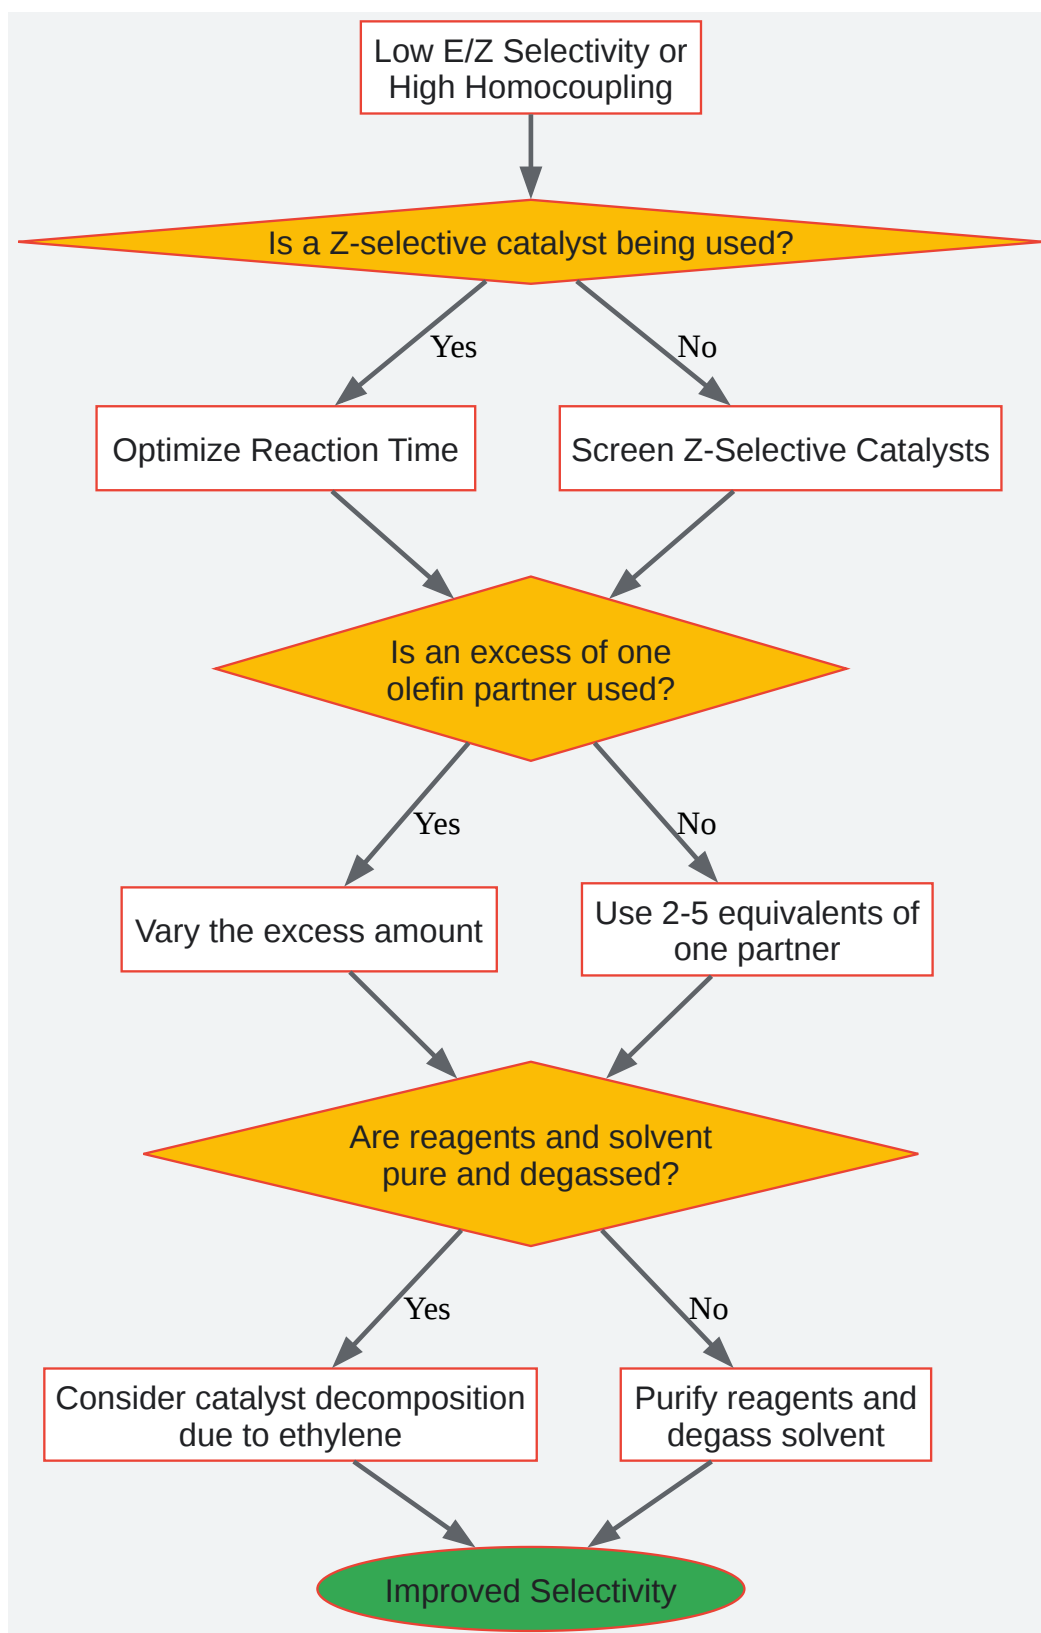 Low E/Z Selectivity or
High Homocoupling
Is a Z-selective catalyst being used?
Yes
No
Optimize Reaction Time
Screen Z-Selective Catalysts
Is an excess of one
olefin partner used?
Yes
No
Vary the excess amount
Use 2-5 equivalents of
one partner
Are reagents and solvent
pure and degassed?
Yes
No
Consider catalyst decomposition
due to ethylene
Purify reagents and
degass solvent
Improved Selectivity